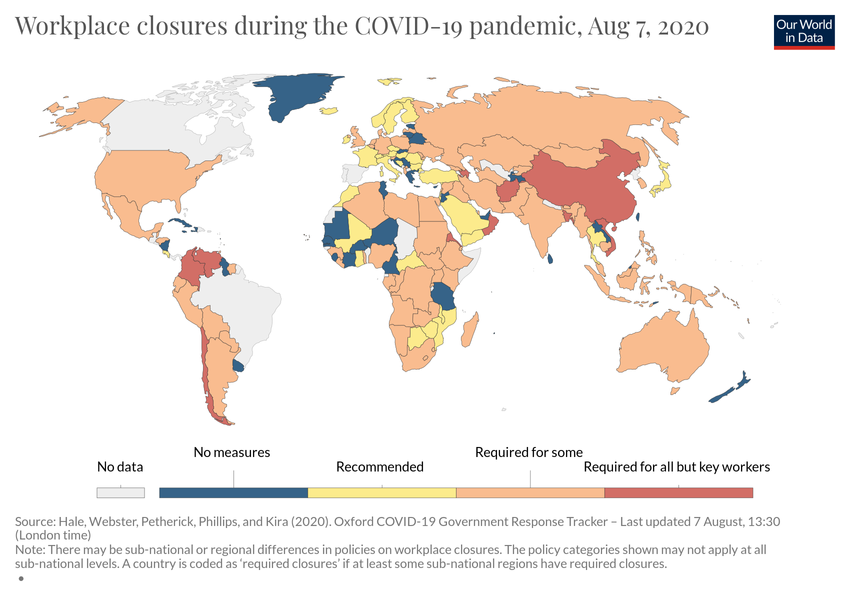 Workplace closures during the COVID-19 pandemic, Aug 7, 2020
Our World
in Data
No data
No measures
Recommended
Required for some
Required for all but key workers
Source: Hale, Webster, Petherick, Phillips, and Kira (2020). Oxford COVID-19 Government Response Tracker – Last updated 7 August, 13:30
(London time)
Note: There may be sub-national or regional differences in policies on workplace closures. The policy categories shown may not apply at all
sub-national levels. A country is coded as ‘required closures’ if at least some sub-national regions have required closures.
•